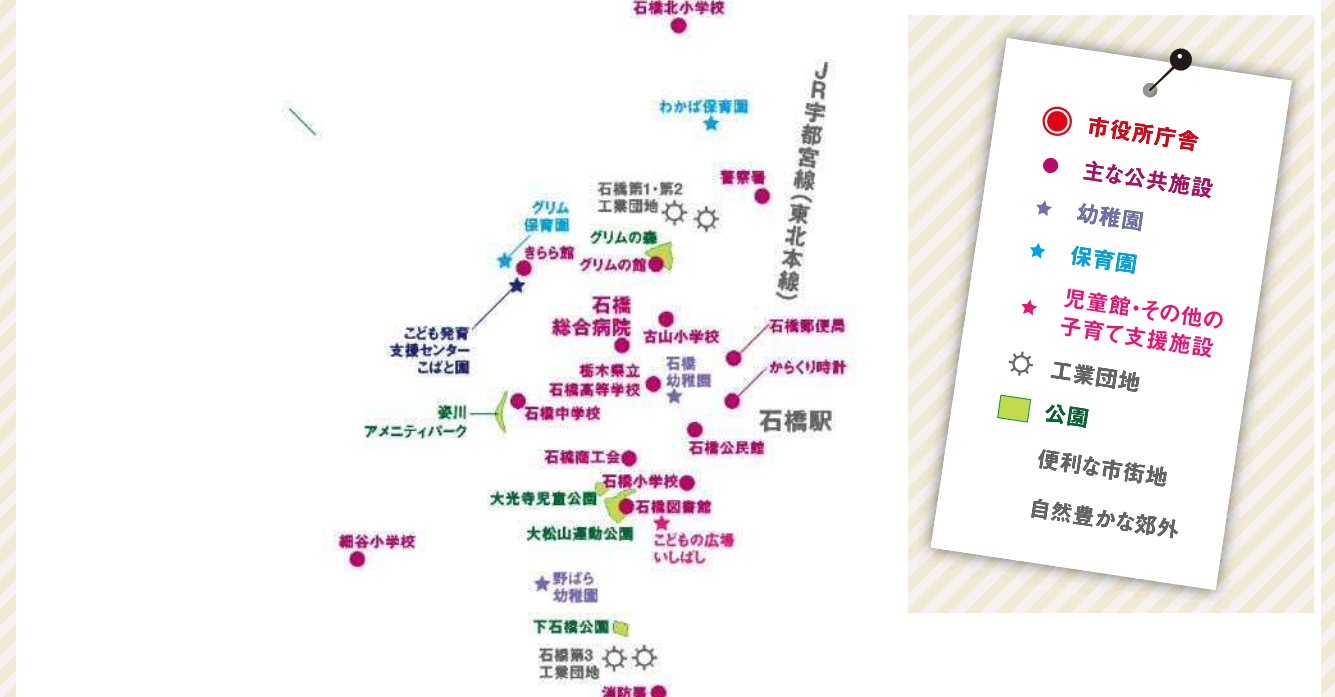 石橋北小学校
わかば保育園
JR宇都宮線(東北本線)
警察署
石橋第1・第2
工業団地
グリム
保育園
グリムの森
きらら館
グリムの館
石橋
総合病院
古山小学校
石橋郵便局
こども発育
支援センター
こばと園
栃木県立
石橋高等学校
石橋
幼稚園
からくり時計
姿川
アメニティパーク
石橋中学校
石橋駅
石橋公民館
石橋商工会
石橋小学校
大光寺児童公園
石橋図書館
大松山運動公園
こどもの広場
いしばし
細谷小学校
野ばら
幼稚園
下石橋公園
石橋第3
工業団地
消防署
市役所庁舎
主な公共施設
幼稚園
保育園
児童館・その他の
子育て支援施設
工業団地
公園
便利な市街地
自然豊かな郊外